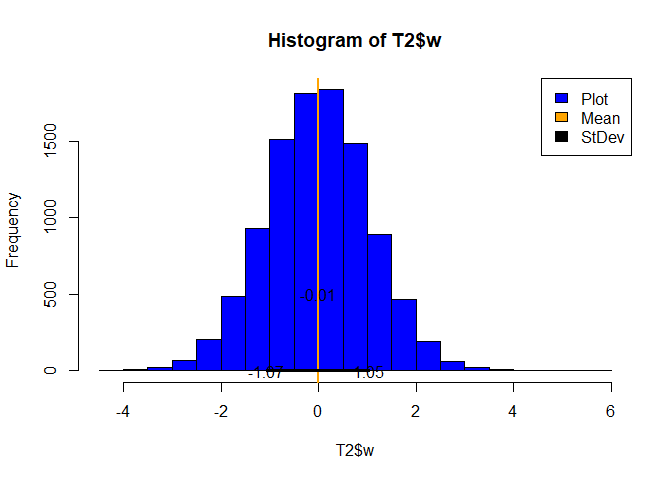 Histogram of T2$w
Plot
Mean
StDev
Frequency
1500
1000
500
0
-0.01
-1.07 1.05
-4 -2 0 2 4 6
T2$w